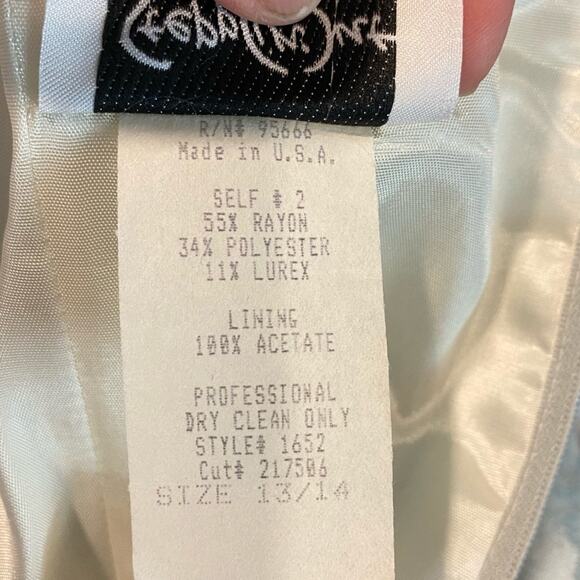 R/N# 95666
Made in U.S.A.
SELF # 2
55% RAYON
34% POLYESTER
11% LUREX
LINING
100% ACETATE
PROFESSIONAL
DRY CLEAN ONLY
STYLE# 1652
Cut# 217506
SIZE 13/14